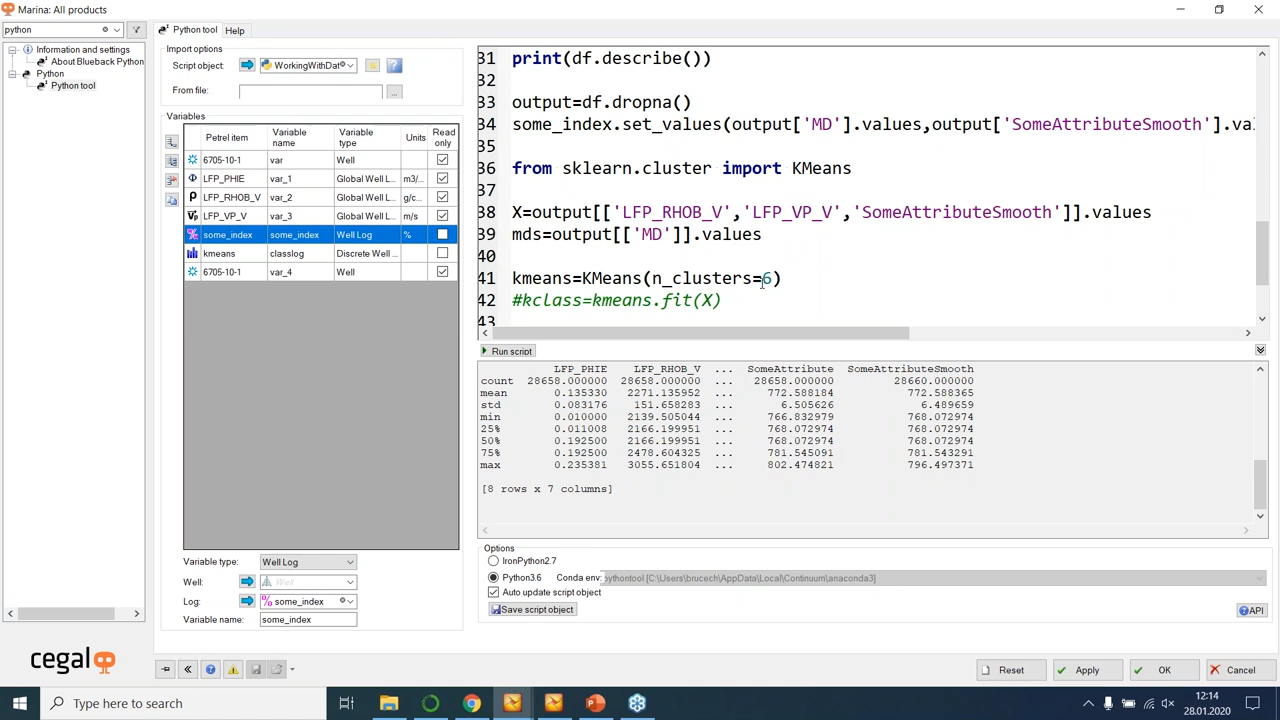 Marina: All products
python
Information and settings
About Blueback Python
Python
Python tool
Python tool
Help
Import options
Script object:
WorkingWithDat
From file:
...
Variables
Petrel item
Variable name
Variable type
Units
Read only
6705-10-1 var Well
LFP_PHIE var_1 Global Well L... m3/...
LFP_RHOB_V var_2 Global Well L... g/c...
LFP_VP_V var_3 Global Well L... m/s
some_index some_index Well Log %
kmeans classlog Discrete Well ...
6705-10-1 var_4 Well
Variable type: Well Log
Well: Well
Log: some_index
Variable name: some_index
31 print(df.describe())
32
33 output=df.dropna()
34 some_index.set_values(output['MD'].values,output['SomeAttributeSmooth'].val
35
36 from sklearn.cluster import KMeans
37
38 X=output[['LFP_RHOB_V','LFP_VP_V','SomeAttributeSmooth']].values
39 mds=output[['MD']].values
40
41 kmeans=KMeans(n_clusters=6)
42 #kclass=kmeans.fit(X)
43
Run script
LFP_PHIE LFP_RHOB_V ... SomeAttribute SomeAttributeSmooth
count 28658.000000 28658.000000 ... 28658.000000 28660.000000
mean 0.135330 2271.135952 ... 772.588184 772.588365
std 0.083176 151.658283 ... 6.505626 6.489659
min 0.010000 2139.505044 ... 766.832979 768.072974
25% 0.011008 2166.199951 ... 768.072974 768.072974
50% 0.192500 2166.199951 ... 768.072974 768.072974
75% 0.192500 2478.604325 ... 781.545091 781.543291
max 0.235381 3055.651804 ... 802.474821 796.497371
[8 rows x 7 columns]
Options
IronPython2.7
Python3.6 Conda env: pythontool [C:\Users\brucech\AppData\Local\Continuum\anaconda3]
Auto update script object
Save script object
API
cegal
Reset
Apply
OK
Cancel
Type here to search
12:14
28.01.2020